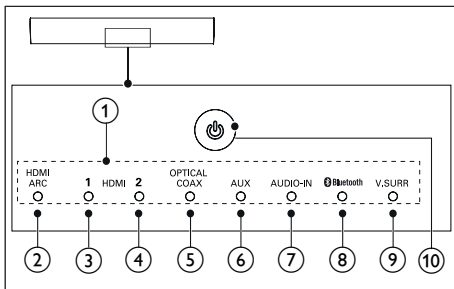 1
HDMI ARC
1 HDMI 2
OPTICAL COAX
AUX
AUDIO-IN
Bluetooth
V.SURR
2 3 4 5 6 7 8 9 10